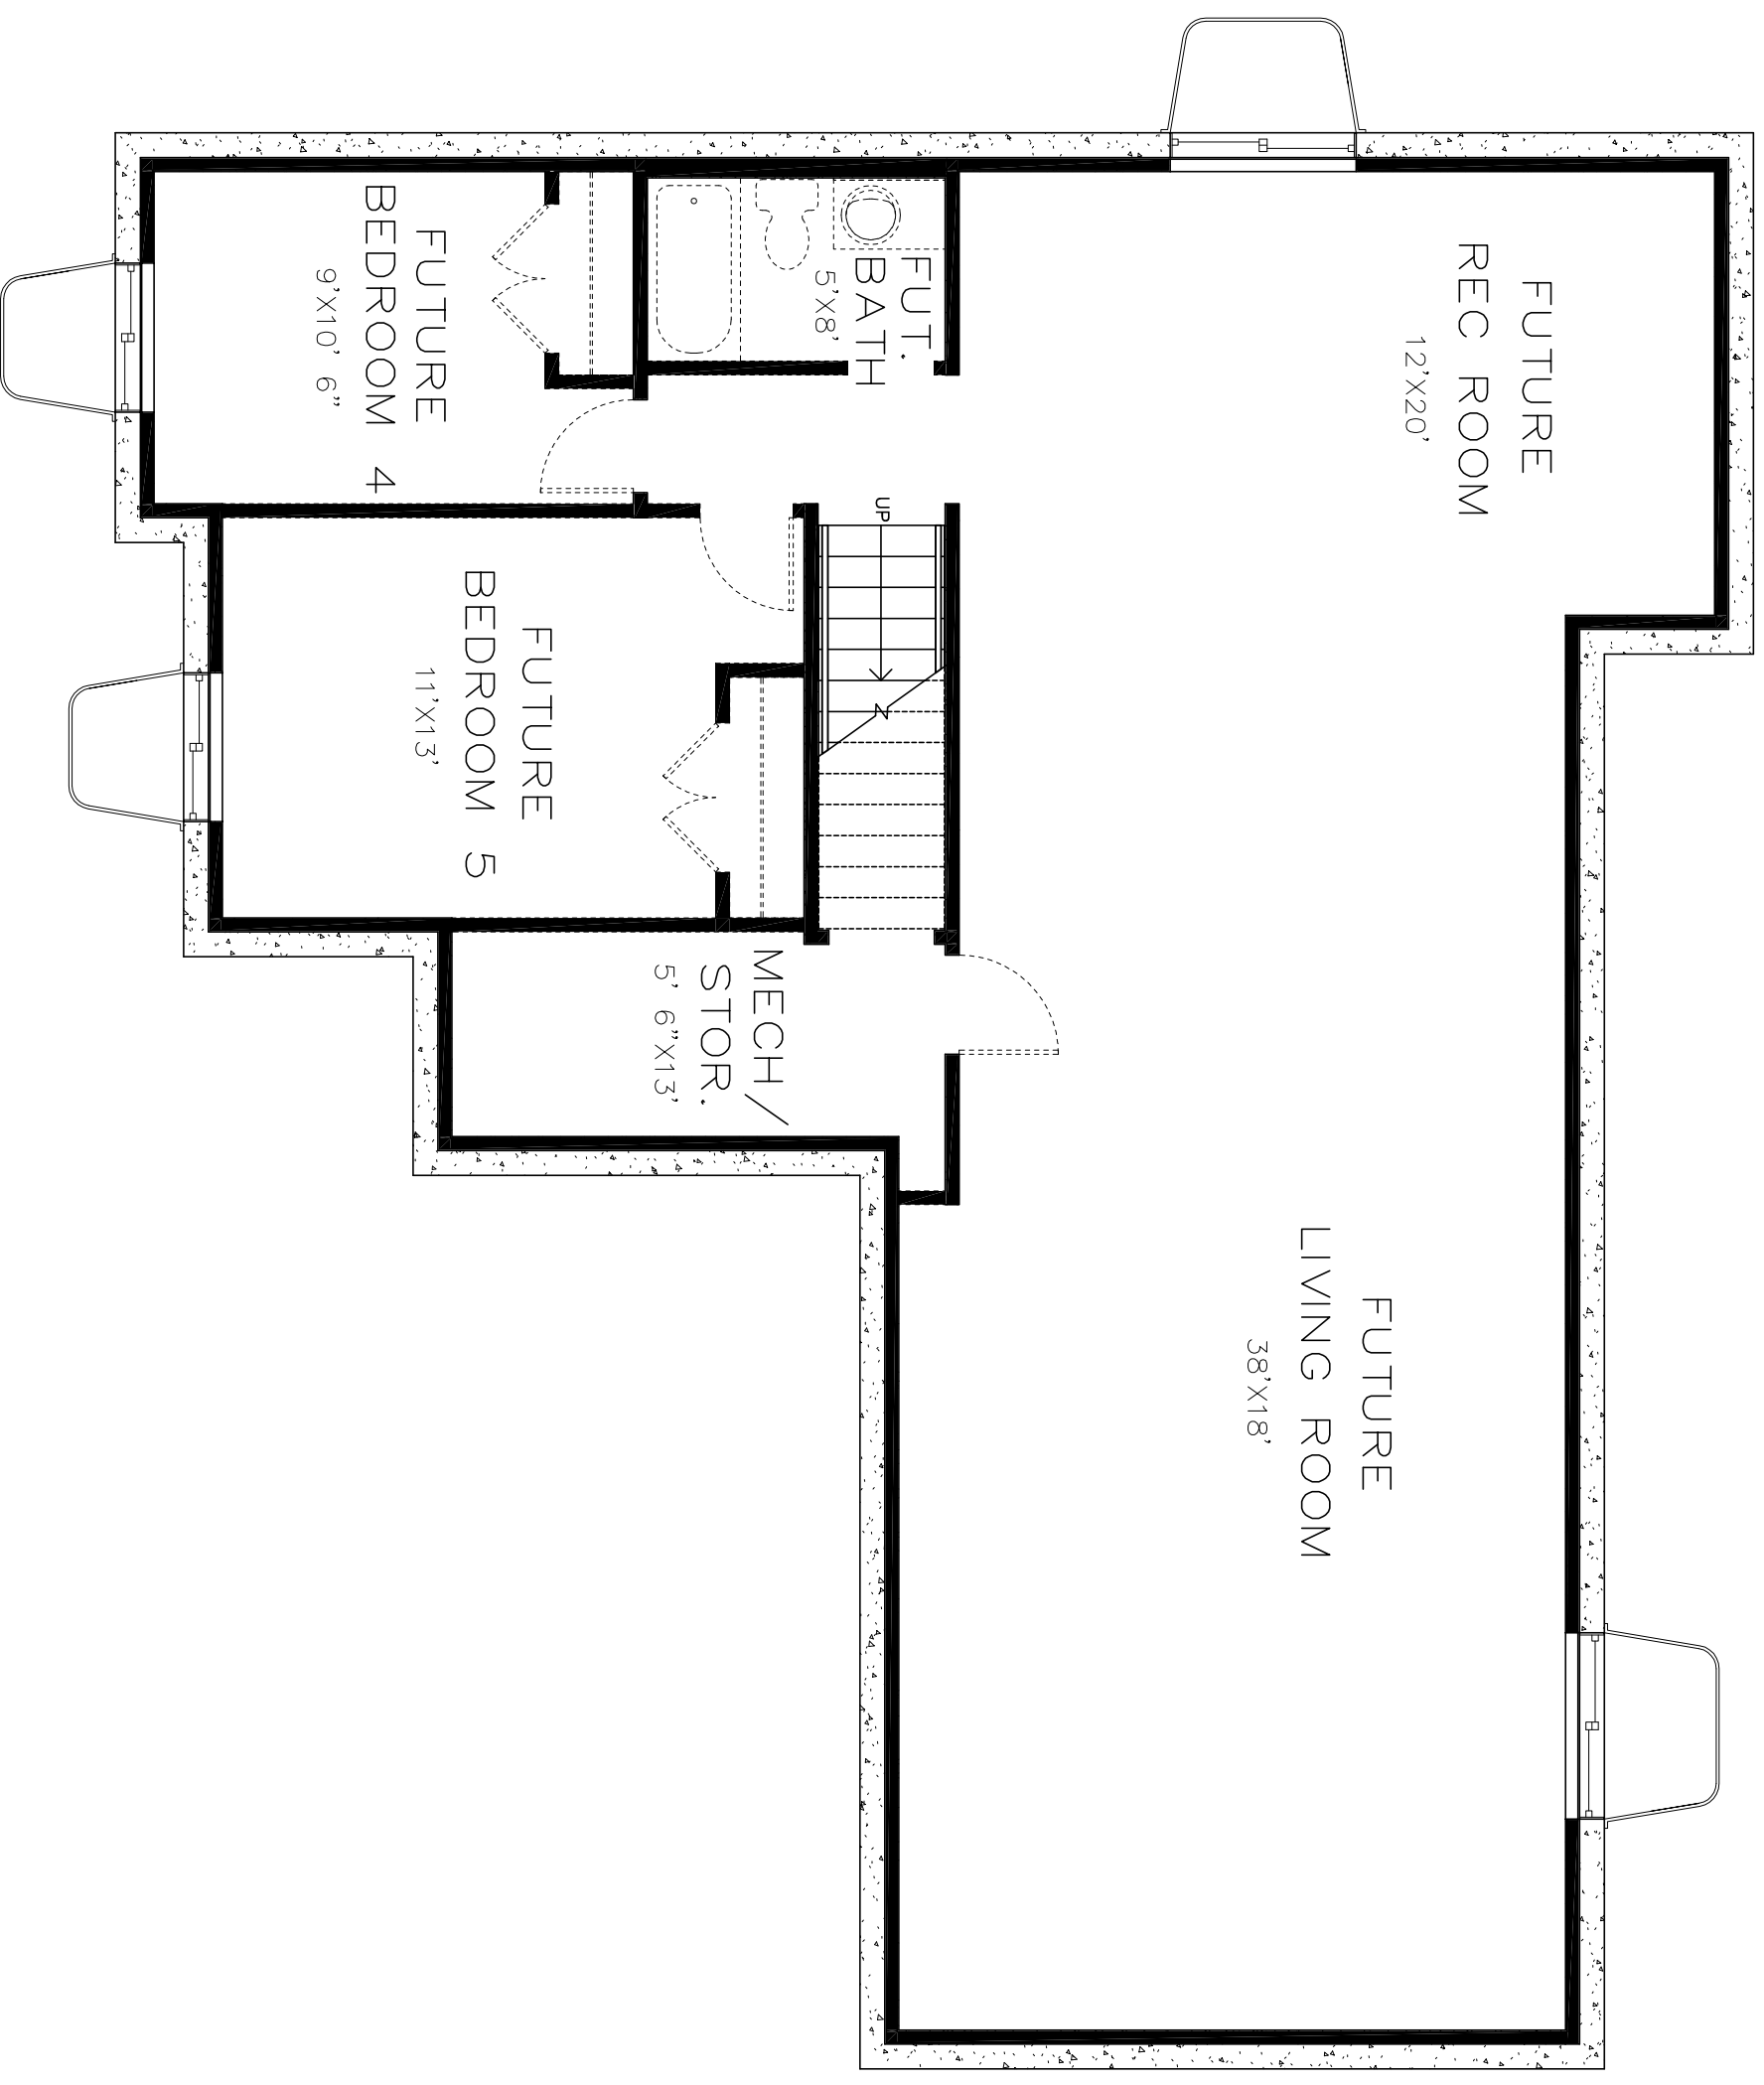 FUTURE
REC ROOM
12'X20'
FUTURE
LIVING ROOM
38'X18'
FUT.
BATH
5'X8'
UP
MECH/
STOR.
5' 6"X13'
FUTURE
BEDROOM 5
11'X13'
FUTURE
BEDROOM 4
9'X10' 6"